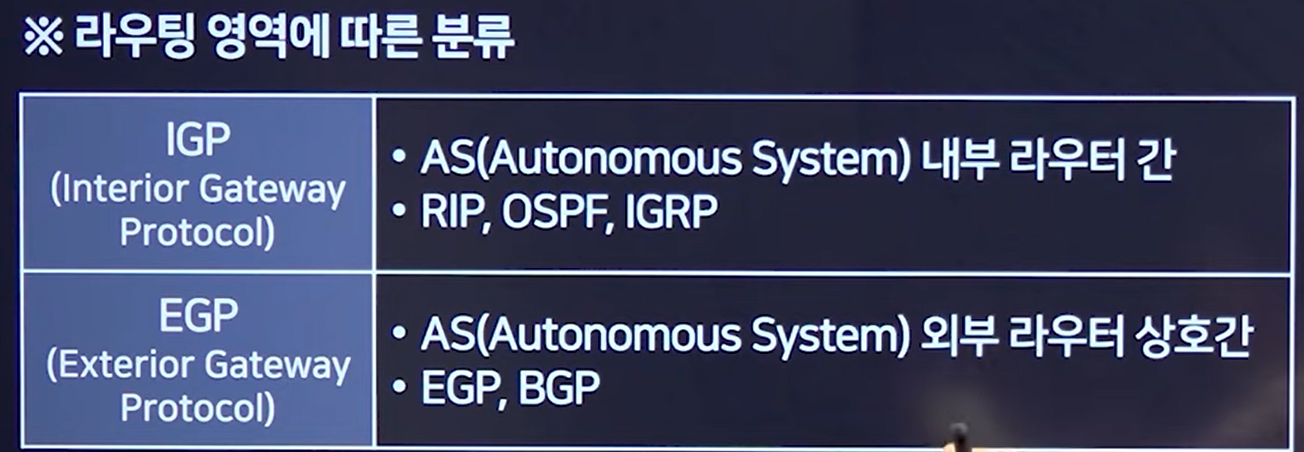 ※ 라우팅 영역에 따른 분류
IGP
(Interior Gateway
Protocol)
• AS(Autonomous System) 내부 라우터 간
• RIP, OSPF, IGRP
EGP
(Exterior Gateway
Protocol)
• AS(Autonomous System) 외부 라우터 상호간
• EGP, BGP